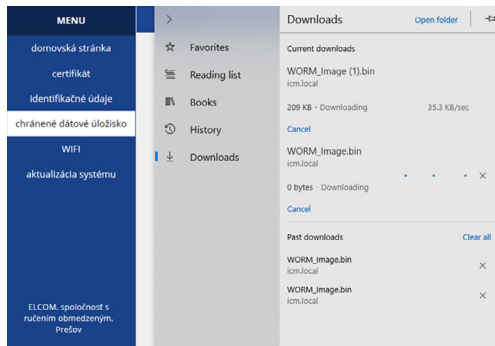 MENU
domovská stránka
certifikát
identifikačné údaje
chránené dátové úložisko
WIFI
aktualizácia systému
ELCOM, spoločnosť s
ručením obmedzeným,
Prešov
Favorites
Reading list
Books
History
Downloads
Downloads
Open folder
Current downloads
WORM_Image (1).bin
icm.local
209 KB - Downloading
35.3 KB/sec
Cancel
WORM_Image.bin
icm.local
0 bytes - Downloading
Cancel
Past downloads
Clear all
WORM_Image.bin
icm.local
WORM_Image.bin
icm.local